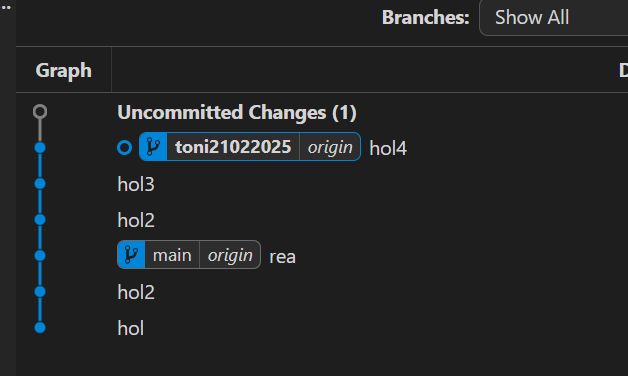 Branches: Show All
Graph
Uncommitted Changes (1)
toni21022025 origin hol4
hol3
hol2
main origin rea
hol2
hol